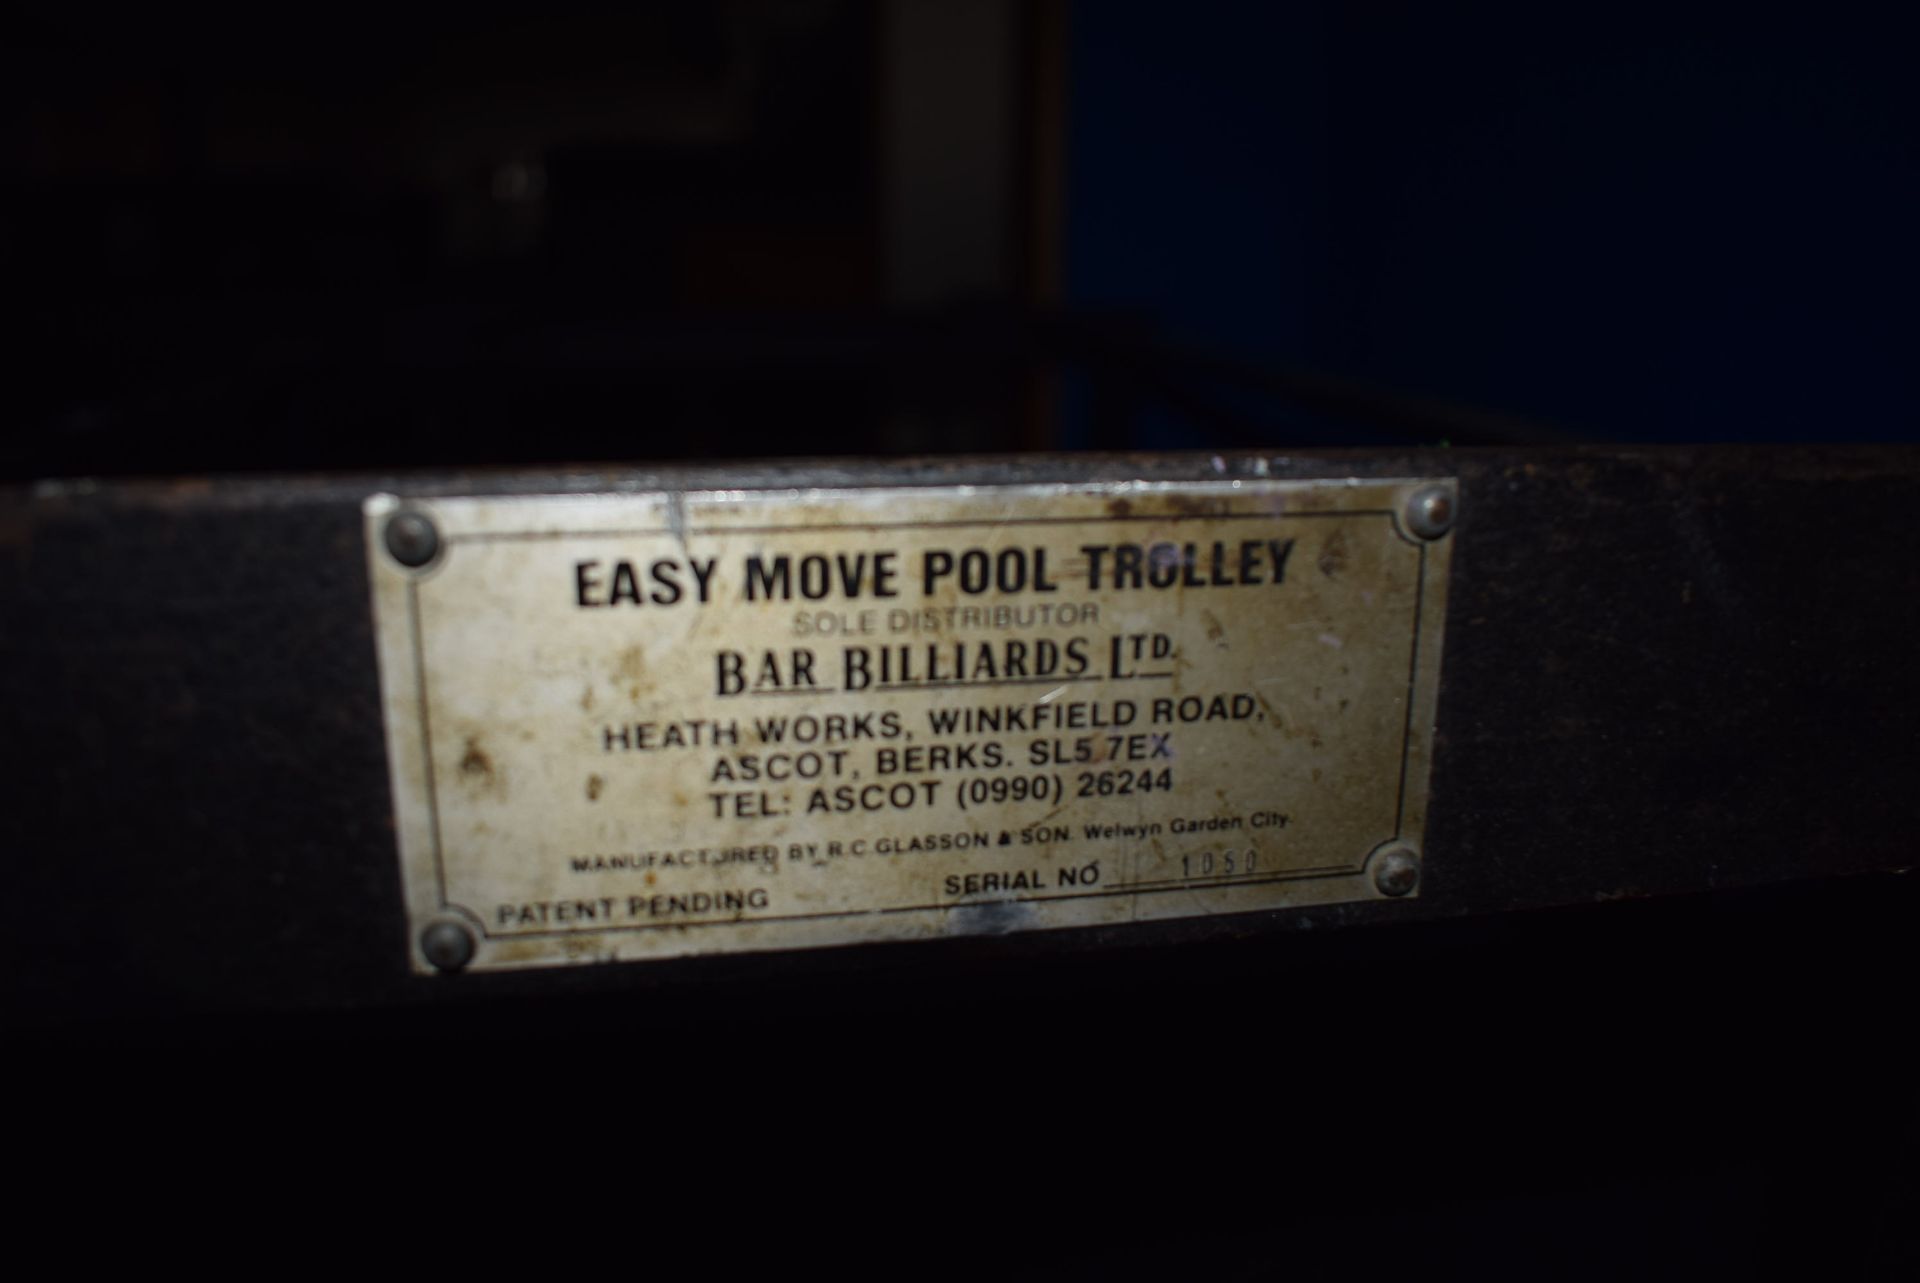 EASY MOVE POOL TROLLEY
SOLE DISTRIBUTOR
BAR BILLIARDS LTD.
HEATH WORKS, WINKFIELD ROAD,
ASCOT, BERKS. SL5 7EX
TEL: ASCOT (0990) 26244
MANUFACTURED BY R.C. GLASSON & SON. Welwyn Garden City.
SERIAL NO 1050
PATENT PENDING